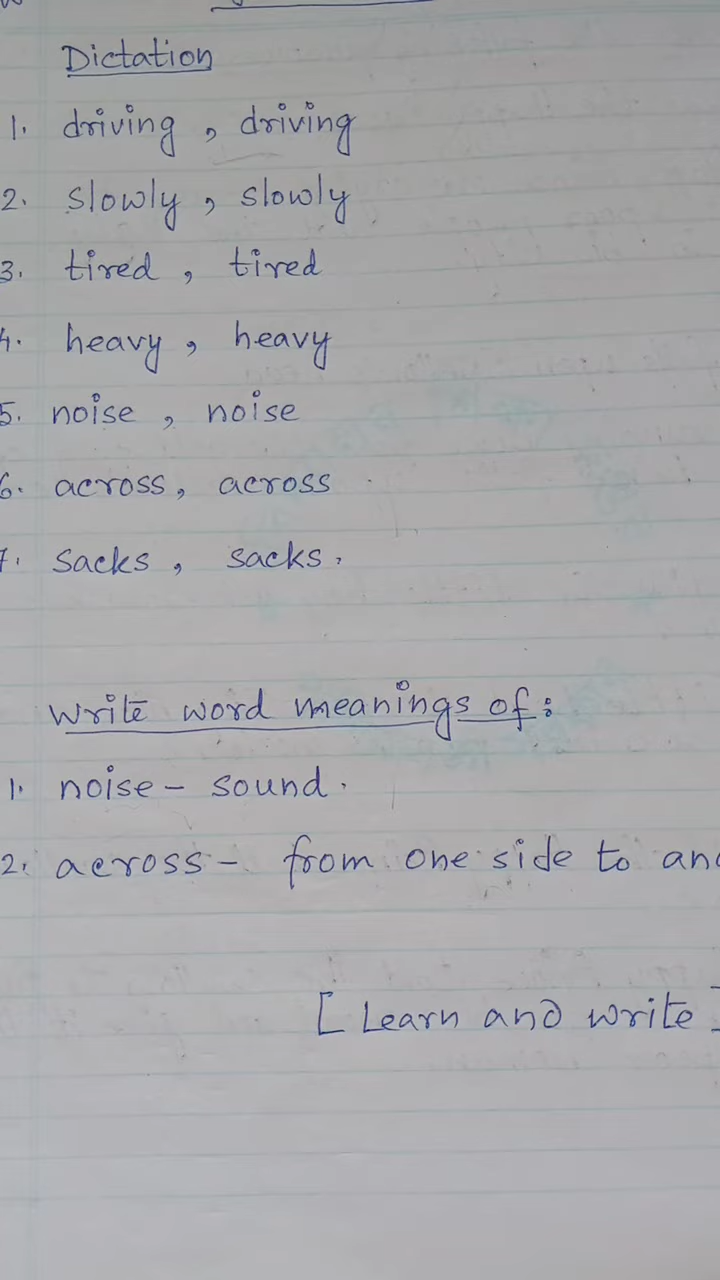 Dictation
1. driving , driving
2. slowly , slowly
3. tired , tired
4. heavy , heavy
5. noise , noise
6. across , across
7. sacks , sacks .
Write word meanings of :
1. noise - sound .
2. across - from one side to
[ Learn and write ]